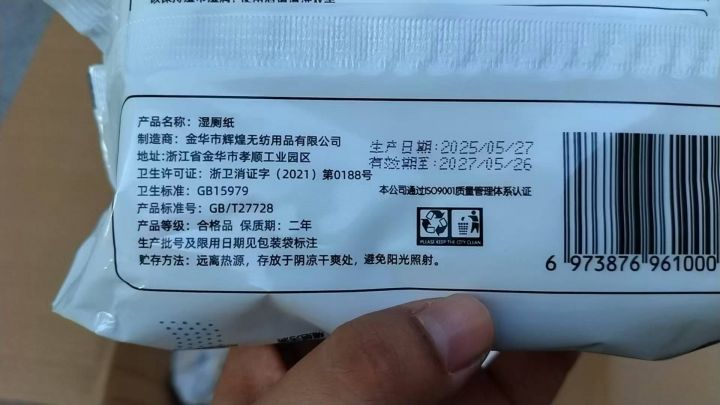 产品名称：湿厕纸
制造商：金华市辉煌无纺用品有限公司
地址:浙江省金华市孝顺工业园区
卫生许可证：浙卫消证字（2021）第0188号
卫生标准：GB15979
产品标准号：GB/T27728
产品等级：合格品 保质期：二年
生产批号及限用日期见包装袋标注
贮存方法：远离热源，存放于阴凉干爽处，避免阳光照射。
生产日期:2025/05/27
有效期至:2027/05/26
本公司通过ISO9001质量管理体系认证
PLEASE KEEP THE CITY CLEAN
6 973876 961000